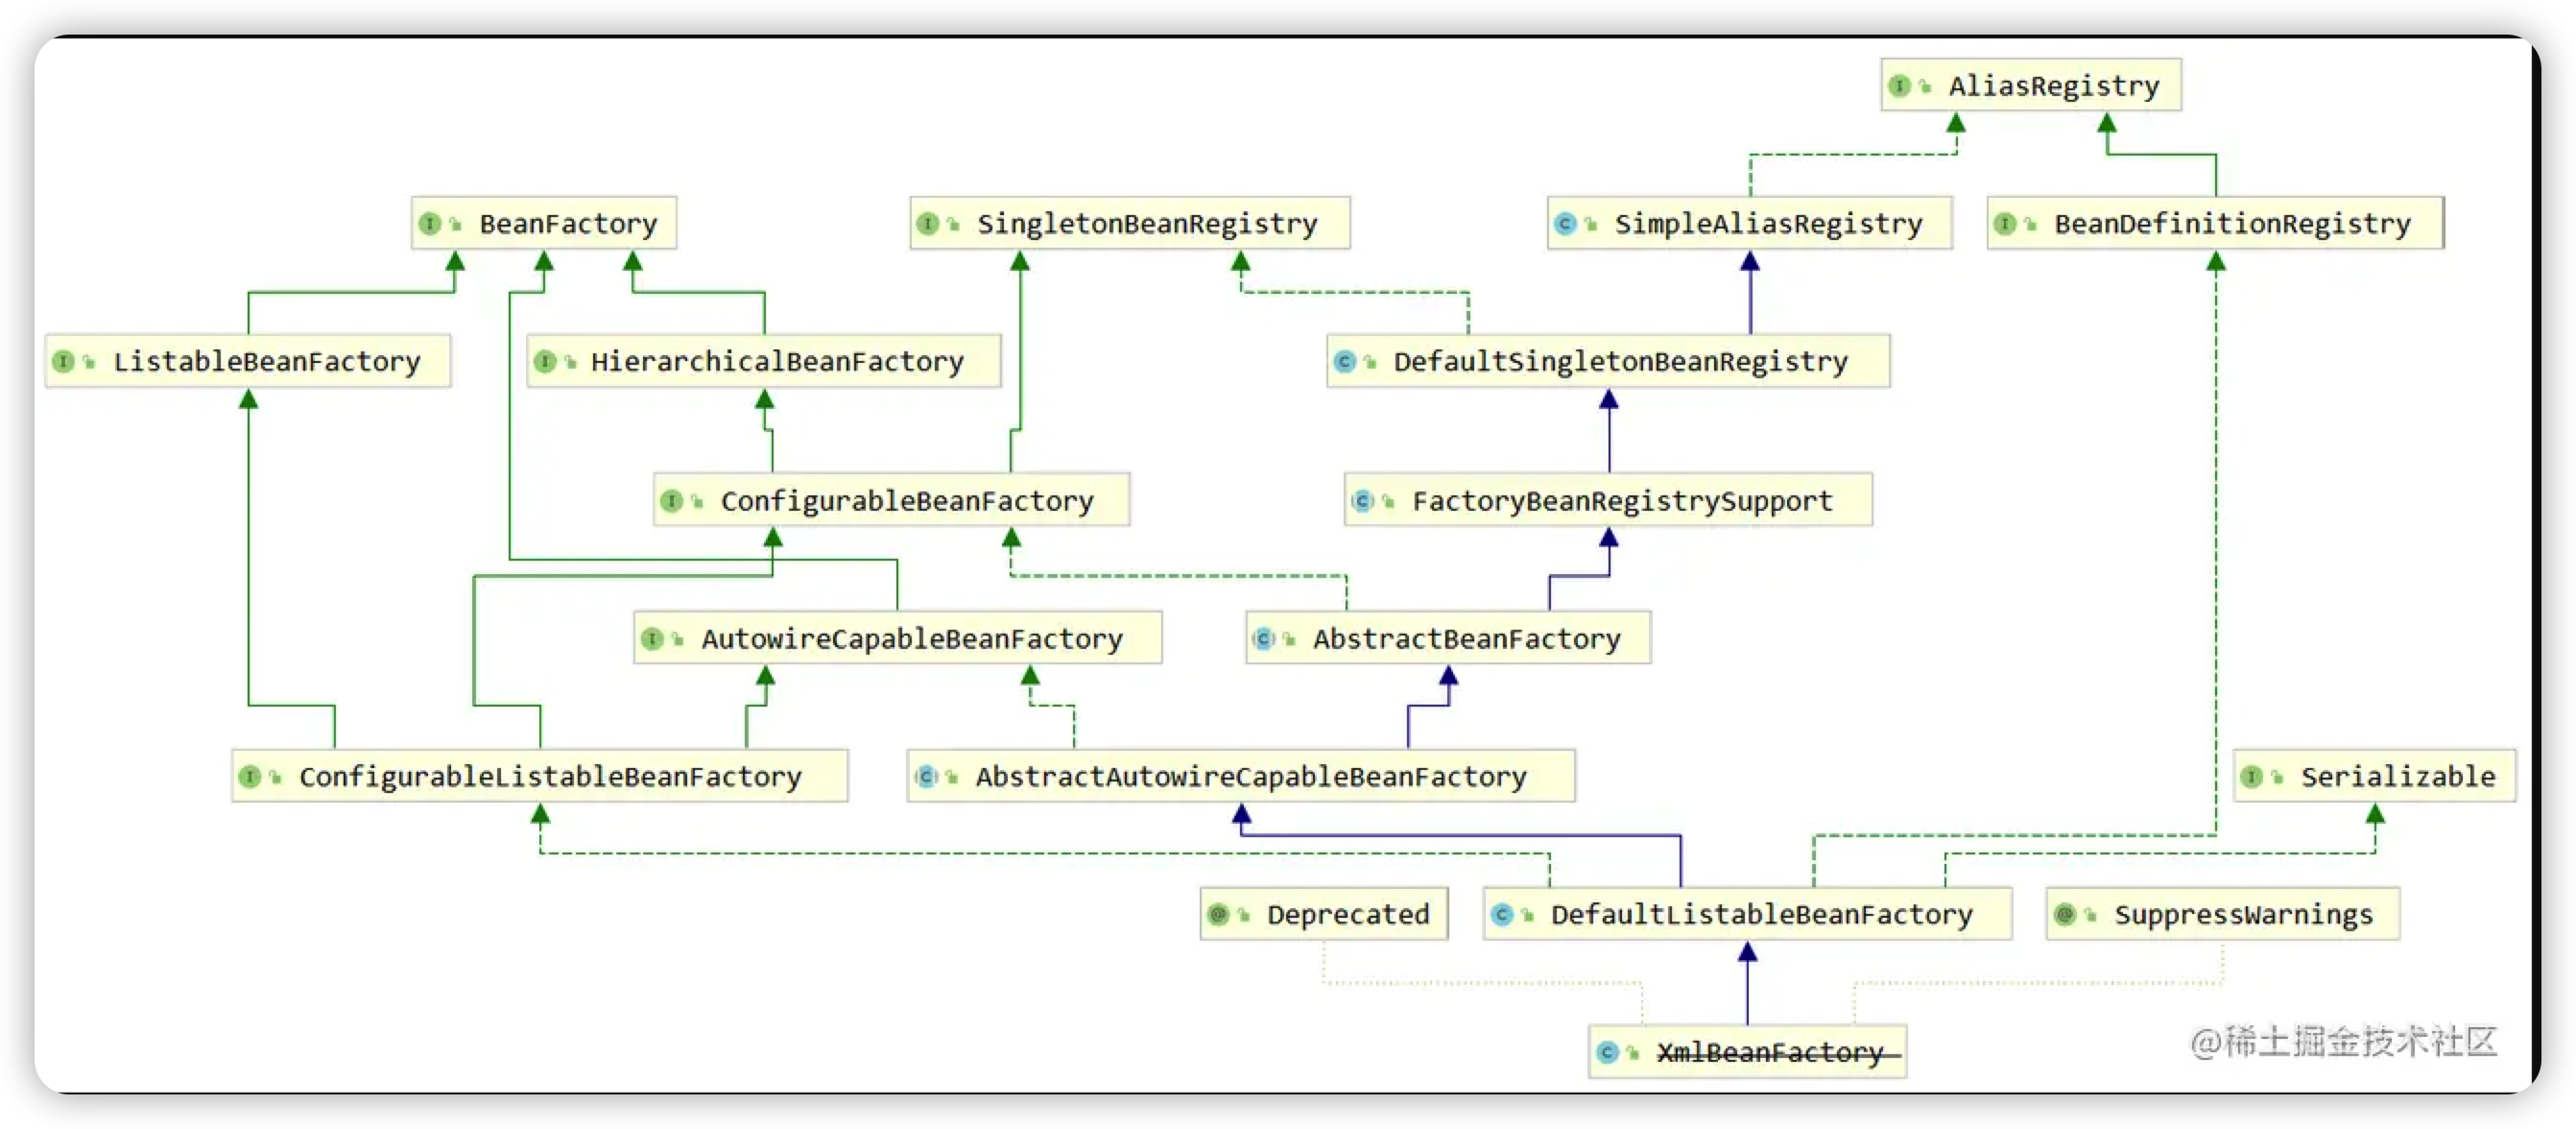 AliasRegistry
BeanFactory
SingletonBeanRegistry
SimpleAliasRegistry
BeanDefinitionRegistry
ListableBeanFactory
HierarchicalBeanFactory
DefaultSingletonBeanRegistry
ConfigurableBeanFactory
FactoryBeanRegistrySupport
AutowireCapableBeanFactory
AbstractBeanFactory
ConfigurableListableBeanFactory
AbstractAutowireCapableBeanFactory
Serializable
Deprecated
DefaultListableBeanFactory
SuppressWarnings
XmlBeanFactory
@稀土掘金技术社区